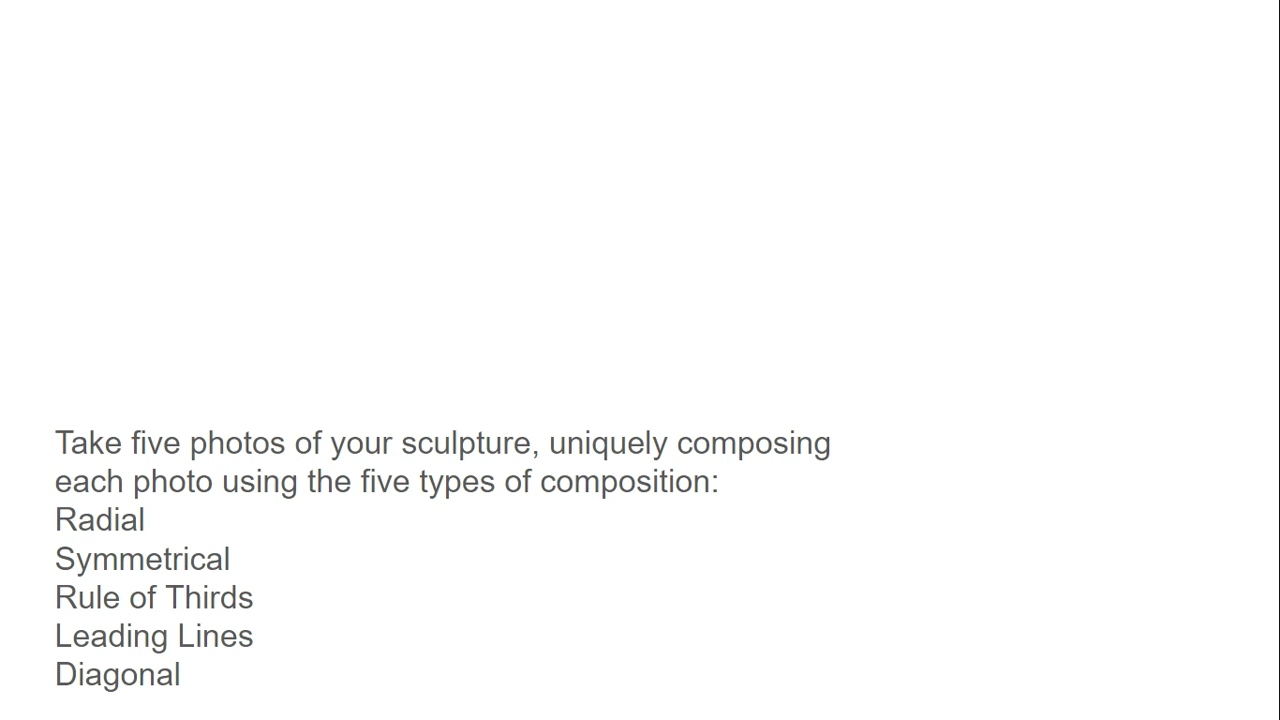 Take five photos of your sculpture, uniquely composing
each photo using the five types of composition:
Radial
Symmetrical
Rule of Thirds
Leading Lines
Diagonal